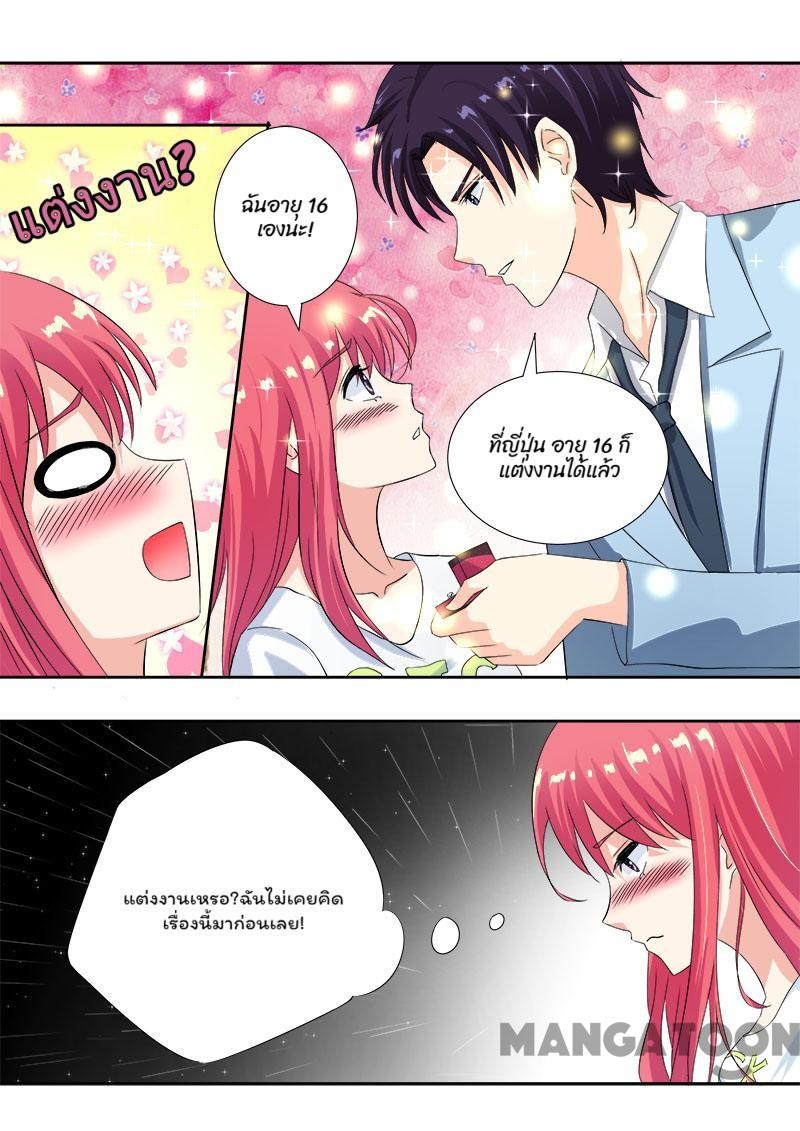 แต่งงาน?
ฉันอายุ 16
เองนะ!
ที่ญี่ปุ่น อายุ 16 ก็
แต่งงานได้แล้ว
แต่งงานเหรอ?ฉันไม่เคยคิด
เรื่องนี้มาก่อนเลย!
MANGATOON